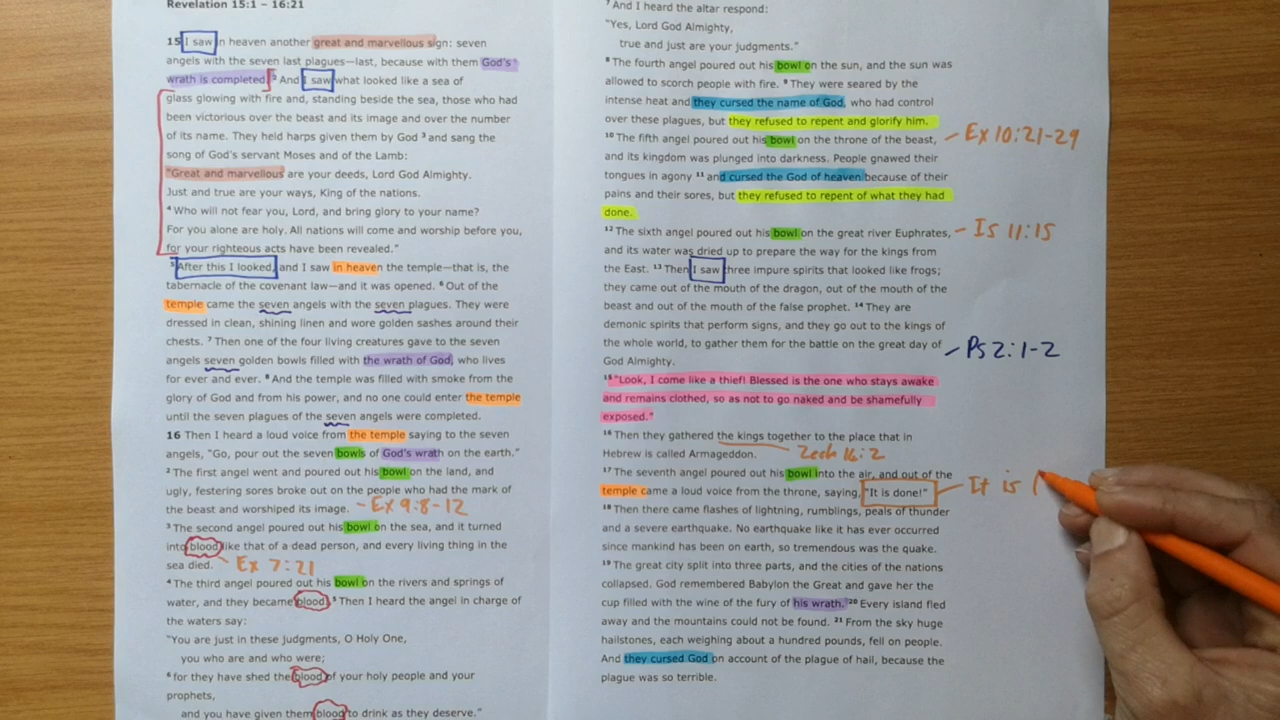 Revelation 15:1 – 16:21
15 I saw in heaven another great and marvellous sign: seven
angels with the seven last plagues—last, because with them God's
wrath is completed. 2 And I saw what looked like a sea of
glass glowing with fire and, standing beside the sea, those who had
been victorious over the beast and its image and over the number
of its name. They held harps given them by God 3 and sang the
song of God's servant Moses and of the Lamb:
"Great and marvellous are your deeds, Lord God Almighty.
Just and true are your ways, King of the nations.
4 Who will not fear you, Lord, and bring glory to your name?
For you alone are holy. All nations will come and worship before you,
for your righteous acts have been revealed."
5 After this I looked, and I saw in heaven the temple—that is, the
tabernacle of the covenant law—and it was opened. 6 Out of the
temple came the seven angels with the seven plagues. They were
dressed in clean, shining linen and wore golden sashes around their
chests. 7 Then one of the four living creatures gave to the seven
angels seven golden bowls filled with the wrath of God, who lives
for ever and ever. 8 And the temple was filled with smoke from the
glory of God and from his power, and no one could enter the temple
until the seven plagues of the seven angels were completed.
16 Then I heard a loud voice from the temple saying to the seven
angels, "Go, pour out the seven bowls of God's wrath on the earth."
2 The first angel went and poured out his bowl on the land, and
ugly, festering sores broke out on the people who had the mark of
the beast and worshiped its image. – Ex 9:8-12
3 The second angel poured out his bowl on the sea, and it turned
into blood like that of a dead person, and every living thing in the
sea died. Ex 7:21
4 The third angel poured out his bowl on the rivers and springs of
water, and they became blood. 5 Then I heard the angel in charge of
the waters say:
"You are just in these judgments, O Holy One,
you who are and who were;
6 for they have shed the blood of your holy people and your
prophets,
and you have given them blood to drink as they deserve."
7 And I heard the altar respond:
"Yes, Lord God Almighty,
true and just are your judgments."
8 The fourth angel poured out his bowl on the sun, and the sun was
allowed to scorch people with fire. 9 They were seared by the
intense heat and they cursed the name of God, who had control
over these plagues, but they refused to repent and glorify him.
10 The fifth angel poured out his bowl on the throne of the beast, – Ex 10:21-29
and its kingdom was plunged into darkness. People gnawed their
tongues in agony 11 and cursed the God of heaven because of their
pains and their sores, but they refused to repent of what they had
done.
12 The sixth angel poured out his bowl on the great river Euphrates, – Is 11:15
and its water was dried up to prepare the way for the kings from
the East. 13 Then I saw three impure spirits that looked like frogs;
they came out of the mouth of the dragon, out of the mouth of the
beast and out of the mouth of the false prophet. 14 They are
demonic spirits that perform signs, and they go out to the kings of
the whole world, to gather them for the battle on the great day of – Ps 2:1-2
God Almighty.
15 "Look, I come like a thief! Blessed is the one who stays awake
and remains clothed, so as not to go naked and be shamefully
exposed."
16 Then they gathered the kings together to the place that in
Hebrew is called Armageddon. Zech 16:2
17 The seventh angel poured out his bowl into the air, and out of the
temple came a loud voice from the throne, saying, "It is done!" – It is
18 Then there came flashes of lightning, rumblings, peals of thunder
and a severe earthquake. No earthquake like it has ever occurred
since mankind has been on earth, so tremendous was the quake.
19 The great city split into three parts, and the cities of the nations
collapsed. God remembered Babylon the Great and gave her the
cup filled with the wine of the fury of his wrath. 20 Every island fled
away and the mountains could not be found. 21 From the sky huge
hailstones, each weighing about a hundred pounds, fell on people.
And they cursed God on account of the plague of hail, because the
plague was so terrible.